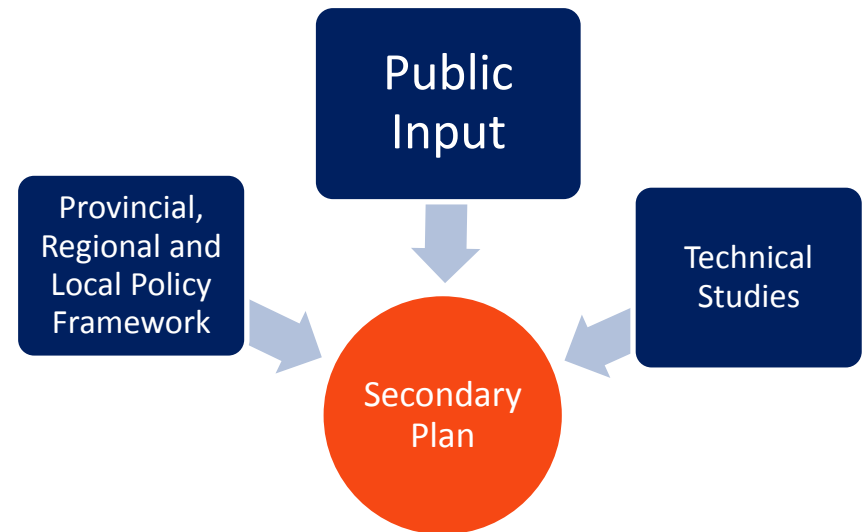 Public
Input
Provincial,
Regional and
Local Policy
Framework
Technical
Studies
Secondary
Plan